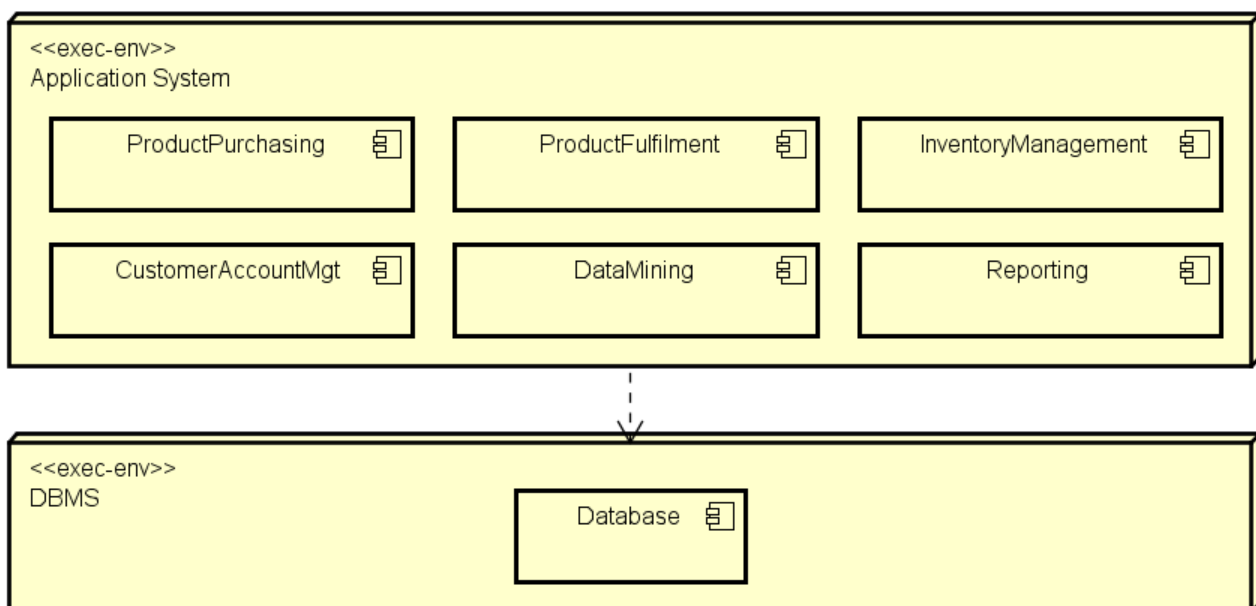 <<exec-env>>
Application System
ProductPurchasing
ProductFulfilment
InventoryManagement
CustomerAccountMgt
DataMining
Reporting
<<exec-env>>
DBMS
Database